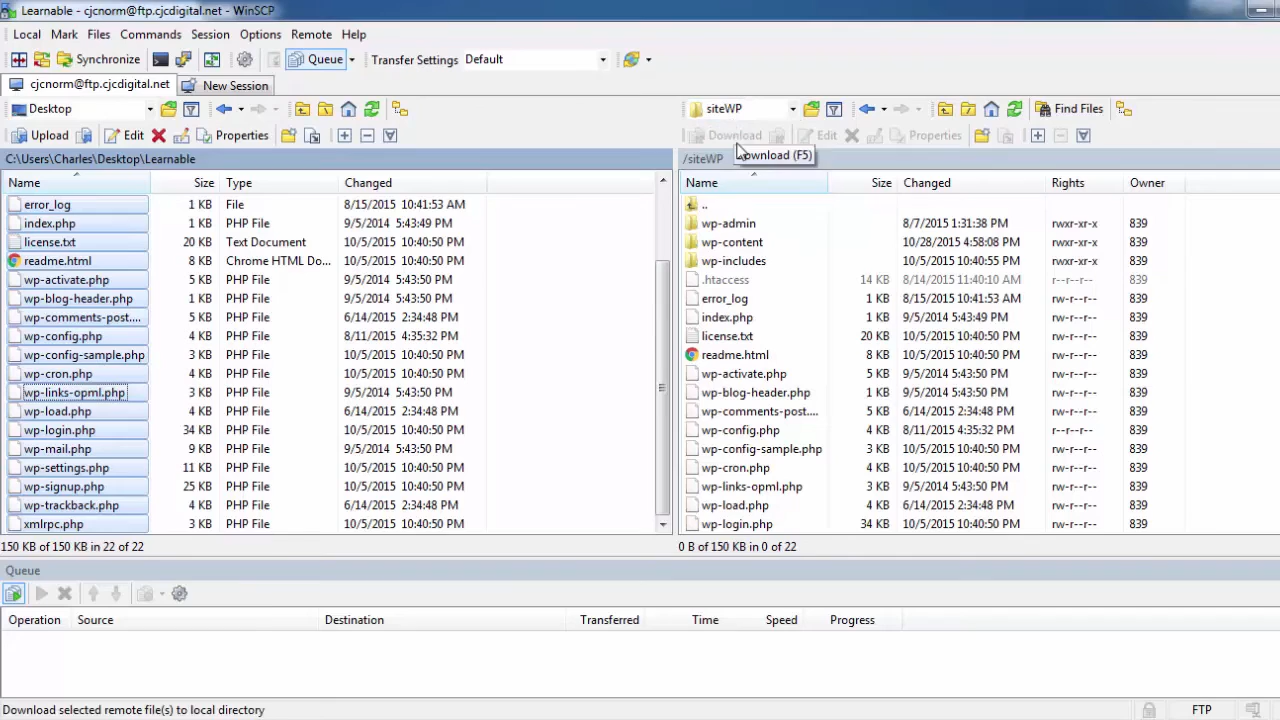 Learnable - cjcnorm@ftp.cjcdigital.net - WinSCP
Local Mark Files Commands Session Options Remote Help
Synchronize Queue Transfer Settings Default
cjcnorm@ftp.cjcdigital.net New Session
Desktop siteWP Find Files
Upload Edit Properties Download Edit Properties
C:\Users\Charles\Desktop\Learnable /siteWP Download (F5)
Name Size Type Changed
error_log 1 KB File 8/15/2015 10:41:53 AM
index.php 1 KB PHP File 9/5/2014 5:43:49 PM
license.txt 20 KB Text Document 10/5/2015 10:40:50 PM
readme.html 8 KB Chrome HTML Do... 10/5/2015 10:40:50 PM
wp-activate.php 5 KB PHP File 9/5/2014 5:43:50 PM
wp-blog-header.php 1 KB PHP File 9/5/2014 5:43:50 PM
wp-comments-post.... 5 KB PHP File 6/14/2015 2:34:48 PM
wp-config.php 4 KB PHP File 8/11/2015 4:35:32 PM
wp-config-sample.php 3 KB PHP File 10/5/2015 10:40:50 PM
wp-cron.php 4 KB PHP File 10/5/2015 10:40:50 PM
wp-links-opml.php 3 KB PHP File 9/5/2014 5:43:50 PM
wp-load.php 4 KB PHP File 6/14/2015 2:34:48 PM
wp-login.php 34 KB PHP File 10/5/2015 10:40:50 PM
wp-mail.php 9 KB PHP File 9/5/2014 5:43:50 PM
wp-settings.php 11 KB PHP File 10/5/2015 10:40:50 PM
wp-signup.php 25 KB PHP File 10/5/2015 10:40:50 PM
wp-trackback.php 4 KB PHP File 6/14/2015 2:34:48 PM
xmlrpc.php 3 KB PHP File 10/5/2015 10:40:50 PM
150 KB of 150 KB in 22 of 22
Name Size Changed Rights Owner
..
wp-admin 8/7/2015 1:31:38 PM rwxr-xr-x 839
wp-content 10/28/2015 4:58:08 PM rwxr-xr-x 839
wp-includes 10/5/2015 10:40:55 PM rwxr-xr-x 839
.htaccess 14 KB 8/14/2015 11:40:10 AM r--r--r-- 839
error_log 1 KB 8/15/2015 10:41:53 AM rw-r--r-- 839
index.php 1 KB 9/5/2014 5:43:49 PM rw-r--r-- 839
license.txt 20 KB 10/5/2015 10:40:50 PM rw-r--r-- 839
readme.html 8 KB 10/5/2015 10:40:50 PM rw-r--r-- 839
wp-activate.php 5 KB 9/5/2014 5:43:50 PM rw-r--r-- 839
wp-blog-header.php 1 KB 9/5/2014 5:43:50 PM rw-r--r-- 839
wp-comments-post.... 5 KB 6/14/2015 2:34:48 PM rw-r--r-- 839
wp-config.php 4 KB 8/11/2015 4:35:32 PM r--r--r-- 839
wp-config-sample.php 3 KB 10/5/2015 10:40:50 PM rw-r--r-- 839
wp-cron.php 4 KB 10/5/2015 10:40:50 PM rw-r--r-- 839
wp-links-opml.php 3 KB 9/5/2014 5:43:50 PM rw-r--r-- 839
wp-load.php 4 KB 6/14/2015 2:34:48 PM rw-r--r-- 839
wp-login.php 34 KB 10/5/2015 10:40:50 PM rw-r--r-- 839
0 B of 150 KB in 0 of 22
Queue
Operation Source Destination Transferred Time Speed Progress
Download selected remote file(s) to local directory FTP